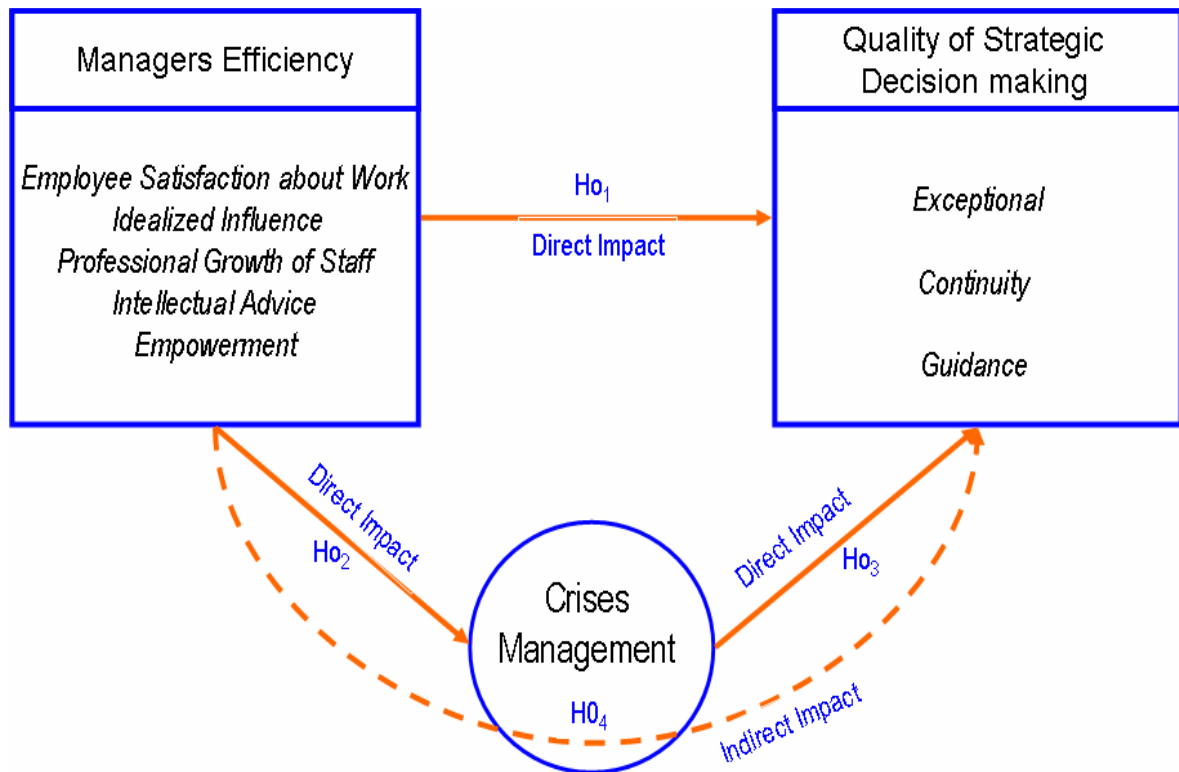 Managers Efficiency
Employee Satisfaction about Work
Idealized Influence
Professional Growth of Staff
Intellectual Advice
Empowerment
Ho₁
Direct Impact
Quality of Strategic
Decision making
Exceptional
Continuity
Guidance
Direct Impact
Ho₂
Crises
Management
H0₄
Direct Impact
Ho₃
Indirect Impact